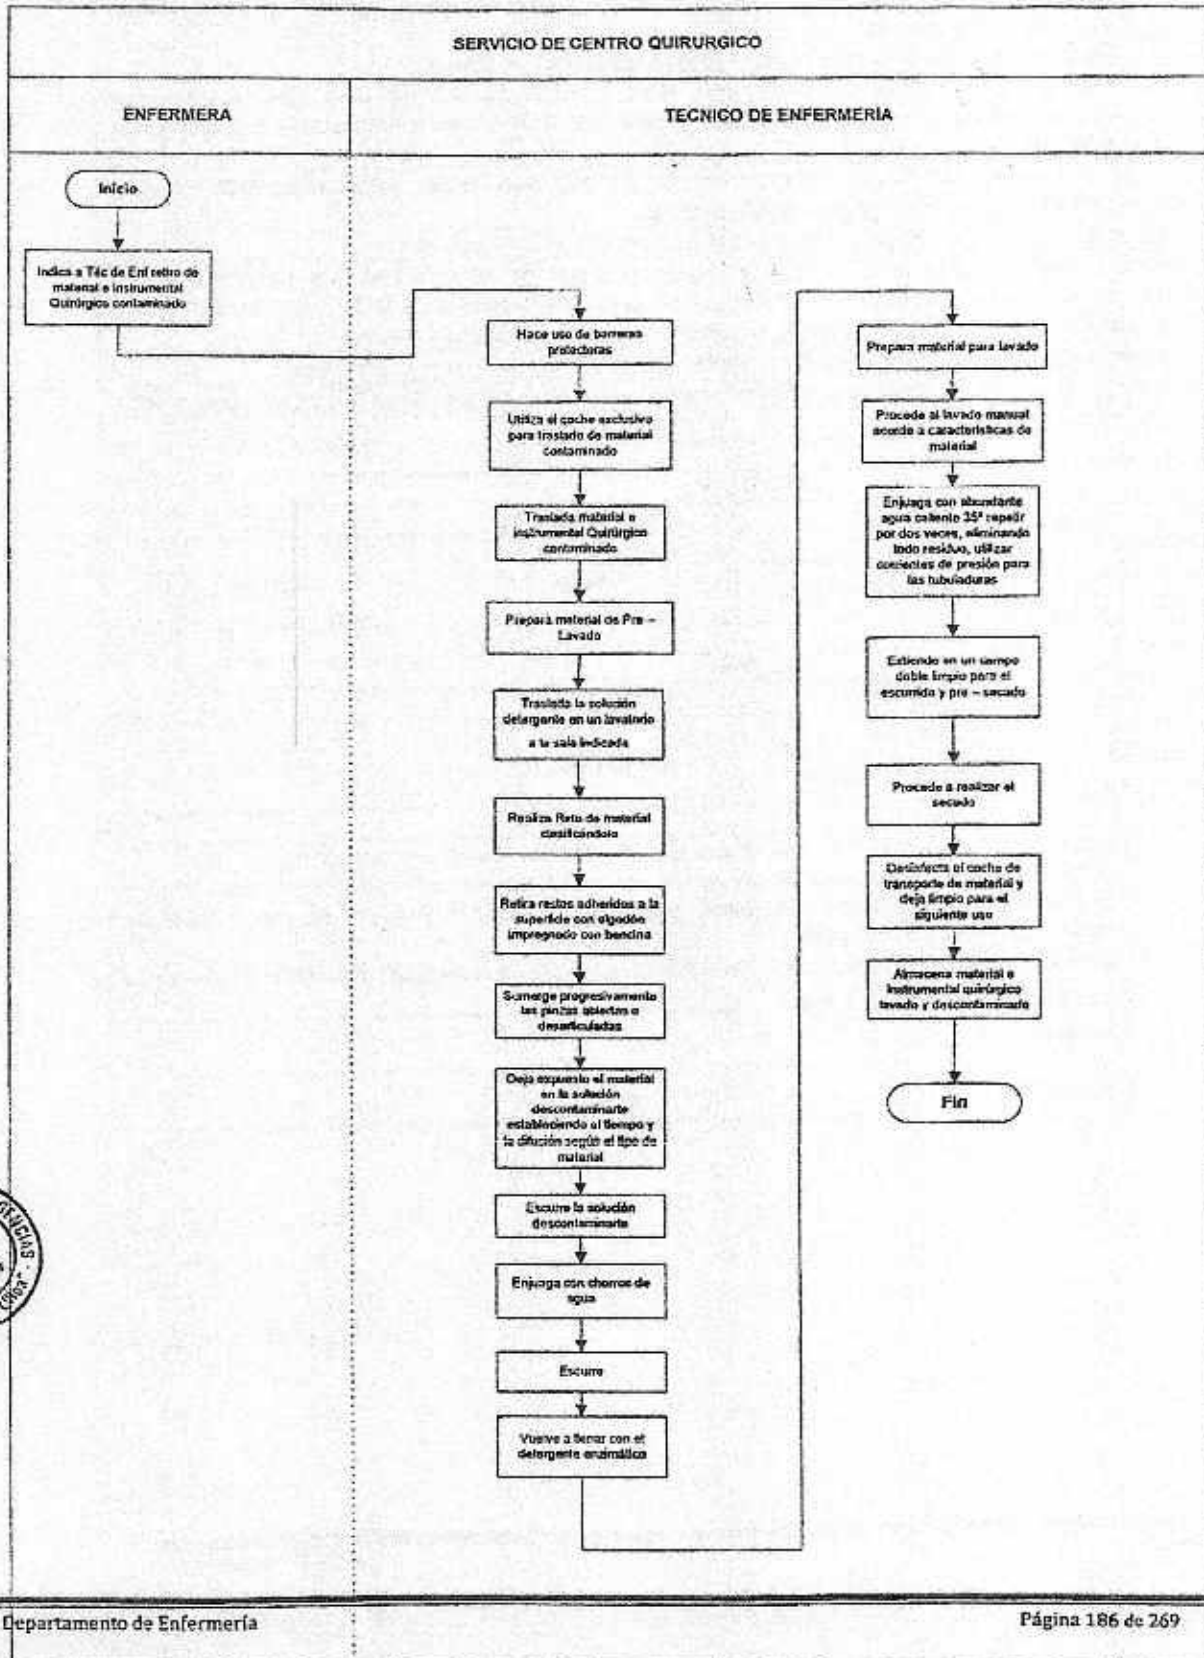 SERVICIO DE CENTRO QUIRURGICO
ENFERMERA
TECNICO DE ENFERMERÍA
Inicio
Indica a Téc de Enf retiro de
material e Instrumental
Quirúrgico contaminado
Hace uso de barreras
protectoras
Utiliza el coche exclusivo
para traslado de material
contaminado
Traslada material e
instrumental Quirúrgico
contaminado
Prepara material de Pre –
Lavado
Traslada la solución
detergente en un lavatorio
a la sala indicada
Realiza Reto de material
clasificándolo
Retira restos adheridos a la
superficie con algodón
impregnado con bencina
Sumerge progresivamente
las pinzas abiertas o
desarticuladas
Deja expuesto el material
en la solución
descontaminarte
estableciendo el tiempo y
la difusión según el tipo de
material
Escurre la solución
descontaminarte
Enjuaga con chorros de
agua
Escurre
Vuelve a llenar con el
detergente enzimático
Prepara material para lavado
Procede al lavado manual
acorde a características de
material
Enjuaga con abundante
agua caliente 35ª repetir
por dos veces, eliminando
todo residuo, utilizar
corrientes de presión para
las tubuladuras
Extiende en un campo
doble limpio para el
escurrido y pre – secado
Procede a realizar el
secado
Desinfecta el coche de
transporte de material y
deja limpio para el
siguiente uso
Almacena material e
Instrumental quirúrgico
lavado y descontaminado
Fin
Departamento de Enfermería
Página 186 de 269